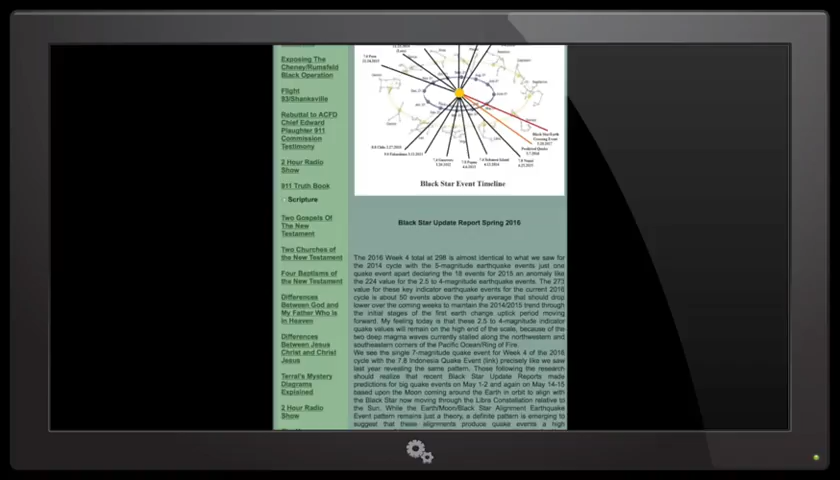 Exposing The
Cheney/Rumsfeld
Black Operation
Flight
93/Shanksville
Rebuttal to ACFD
Chief Edward
Plaughter 911
Commission
Testimony
2 Hour Radio
Show
911 Truth Book
Scripture
Two Gospels Of
The New
Testament
Two Churches of
the New Testament
Four Baptisms of
the New Testament
Differences
Between God and
My Father Who is
in Heaven
Differences
Between Jesus
Christ and Christ
Jesus
Terral's Mystery
Diagrams
Explained
2 Hour Radio
Show
Black Star/Earth
Crossing Event
Predicted Quake
Black Star Event Timeline
Black Star Update Report Spring 2016
The 2016 Week 4 total at 298 is almost identical to what we saw for
the 2014 cycle with the 5-magnitude earthquake events just one
quake event apart declaring the 18 events for 2015 an anomaly like
the 224 value for the 2.5 to 4-magnitude earthquake events. The 273
value for these key indicator earthquake events for the current 2016
cycle is about 50 events above the yearly average that should drop
lower over the coming weeks to maintain the 2014/2015 trend through
the initial stages of the first earth change uptick period moving
forward. My feeling today is that these 2.5 to 4-magnitude indicator
quake values will remain on the high end of the scale, because of the
two deep magma waves currently stalled along the northwestern and
southeastern corners of the Pacific Ocean/Ring of Fire.
We see the single 7-magnitude quake event for Week 4 of the 2016
cycle with the 7.8 Indonesia Quake Event (link) precisely like we saw
last year revealing the same pattern. Those following the research
should realize that recent Black Star Update Reports made
predictions for big quake events on May 1-2 and again on May 14-15
based upon the Moon coming around the Earth in orbit to align with
the Black Star now moving through the Libra Constellation relative to
the Sun. While the Earth/Moon/Black Star Alignment Earthquake
Event pattern remains just a theory, a definite pattern is emerging to
suggest that these alignments produce quake events a high